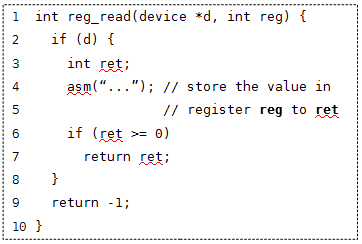 1 int reg_read(device *d, int reg) {
2 if (d) {
3 int ret;
4 asm(“...”); // store the value in
5 // register reg to ret
6 if (ret >= 0)
7 return ret;
8 }
9 return -1;
10 }